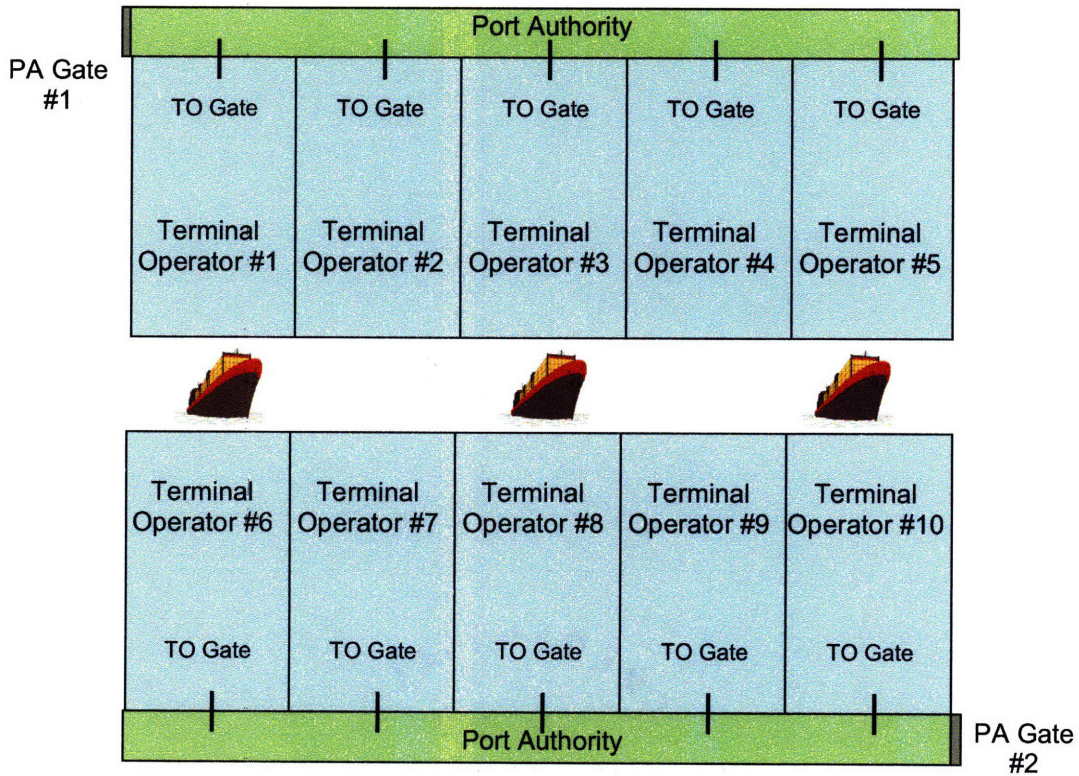 Port Authority
PA Gate
#1
TO Gate
TO Gate
TO Gate
TO Gate
TO Gate
Terminal
Operator #1
Terminal
Operator #2
Terminal
Operator #3
Terminal
Operator #4
Terminal
Operator #5
Terminal
Operator #6
Terminal
Operator #7
Terminal
Operator #8
Terminal
Operator #9
Terminal
Operator #10
TO Gate
TO Gate
TO Gate
TO Gate
TO Gate
Port Authority
PA Gate
#2